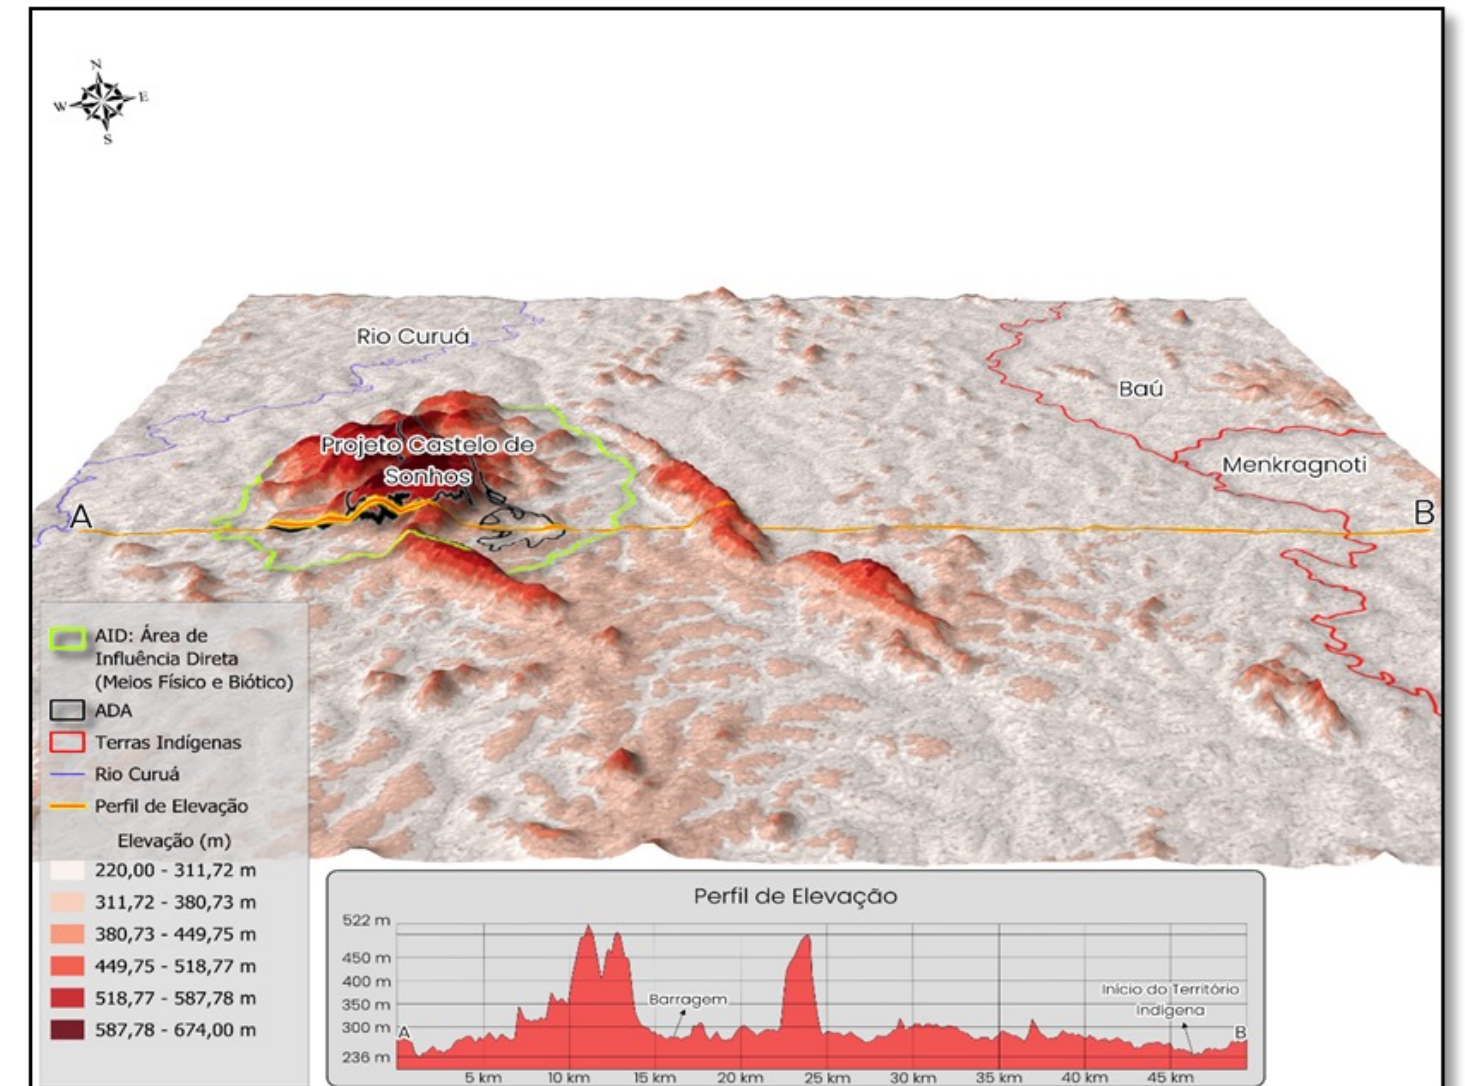 N
W E
S
Rio Curuá
Baú
Projeto Castelo de
Sonhos
Menkragnoti
A
B
AID: Área de
Influência Direta
(Meios Físico e Biótico)
ADA
Terras Indígenas
Rio Curuá
Perfil de Elevação
Elevação (m)
220,00 - 311,72 m
311,72 - 380,73 m
380,73 - 449,75 m
449,75 - 518,77 m
518,77 - 587,78 m
587,78 - 674,00 m
Perfil de Elevação
522 m
450 m
400 m
350 m
300 m
236 m
A
Barragem
Início do Território
Indígena
B
5 km 10 km 15 km 20 km 25 km 30 km 35 km 40 km 45 km